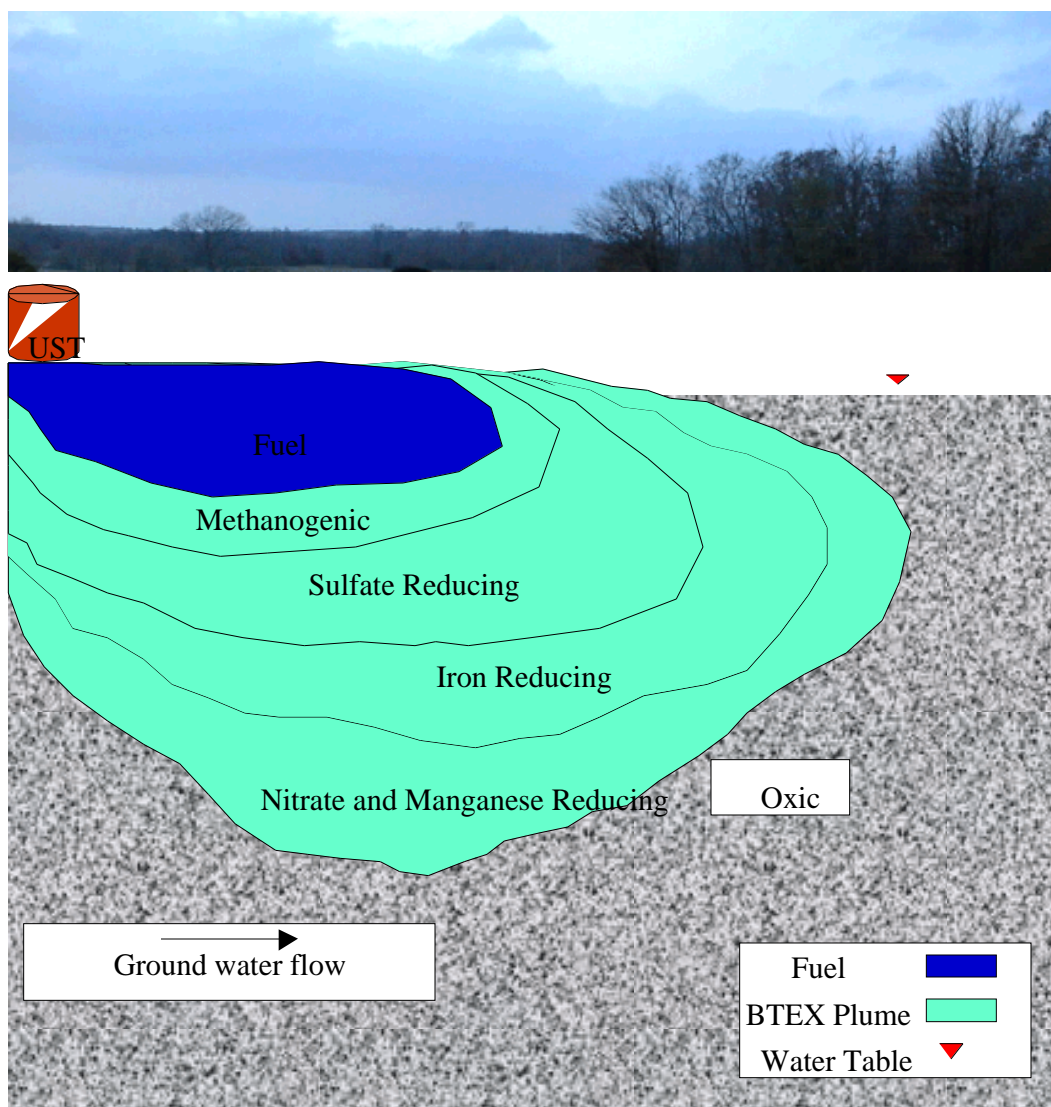 UST
Fuel
Methanogenic
Sulfate Reducing
Iron Reducing
Nitrate and Manganese Reducing
Oxic
Ground water flow
Fuel
BTEX Plume
Water Table